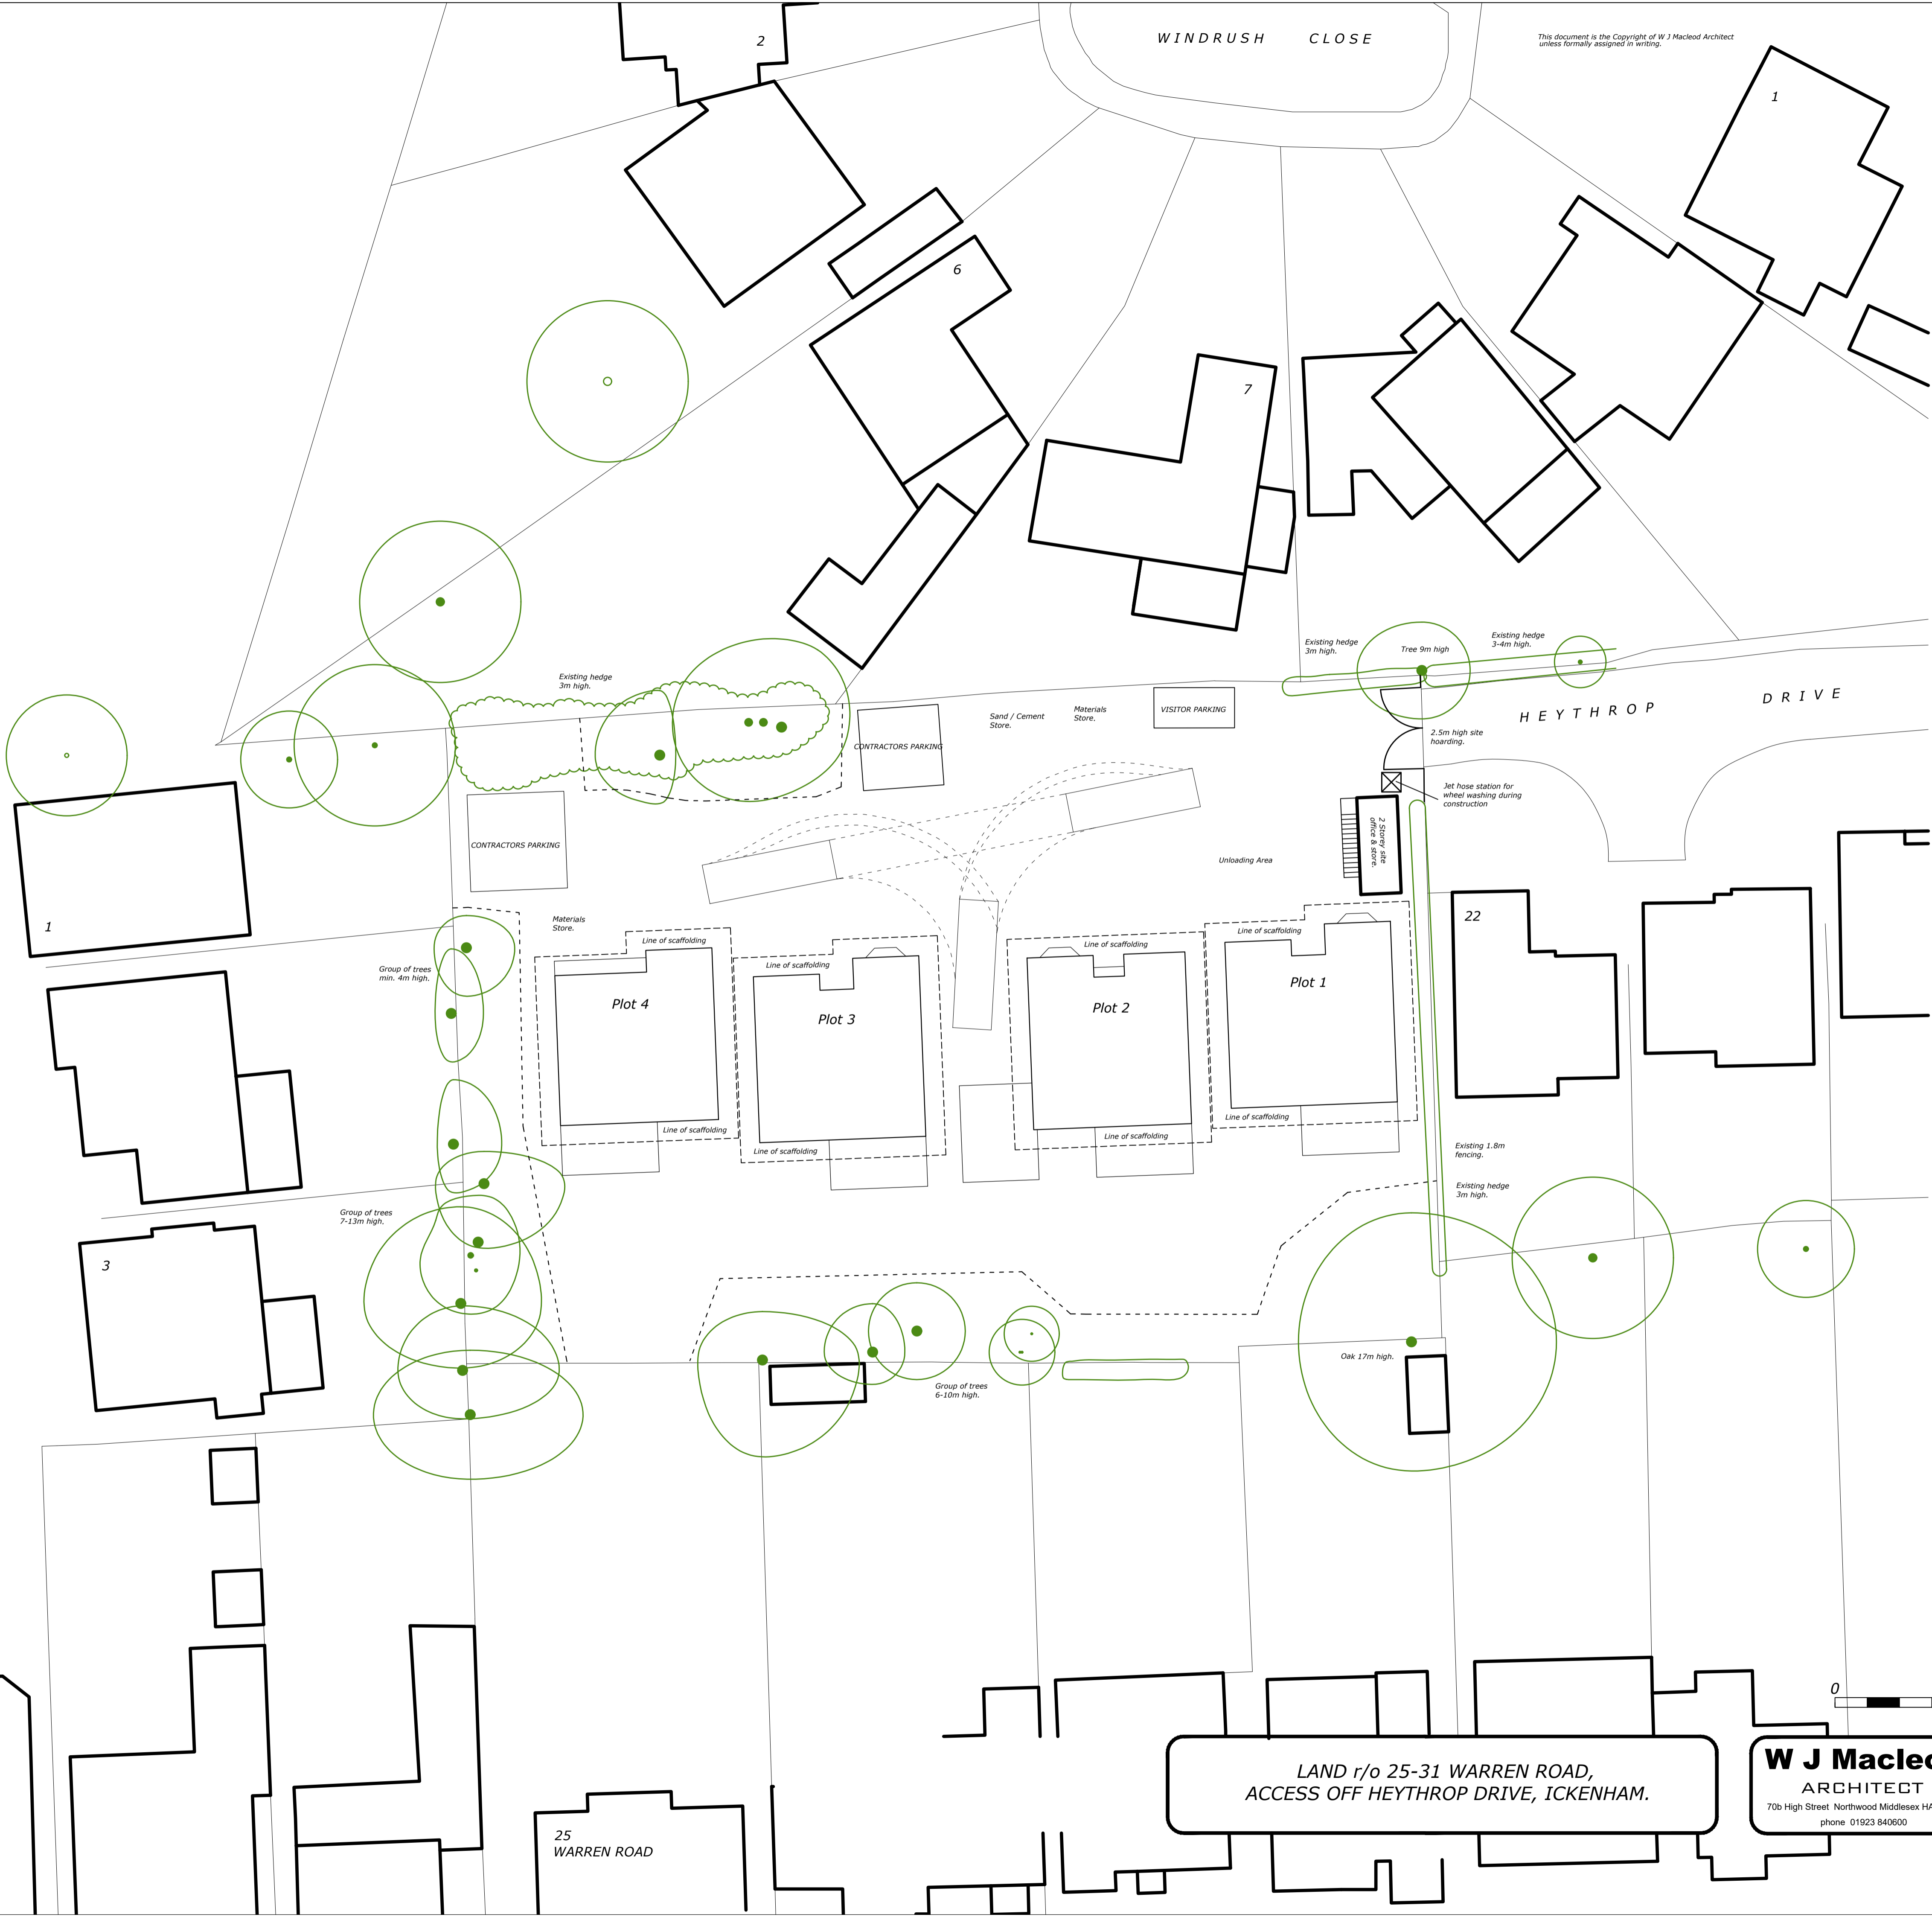 2
WINDRUSH CLOSE
This document is the Copyright of W J Macleod Architect
unless formally assigned in writing.
1
6
7
Existing hedge
3m high.
Tree 9m high
Existing hedge
3-4m high.
Existing hedge
3m high.
CONTRACTORS PARKING
Sand / Cement
Store.
Materials
Store.
VISITOR PARKING
HEYTHROP DRIVE
2.5m high site
hoarding.
Jet hose station for
wheel washing during
construction
CONTRACTORS PARKING
2 Storey site
office & store.
Unloading Area
1
Materials
Store.
22
Group of trees
min. 4m high.
Line of scaffolding
Line of scaffolding
Line of scaffolding
Line of scaffolding
Plot 4
Plot 3
Plot 2
Plot 1
Line of scaffolding
Line of scaffolding
Line of scaffolding
Line of scaffolding
Existing 1.8m
fencing.
Existing hedge
3m high.
Group of trees
7-13m high.
3
Oak 17m high.
Group of trees
6-10m high.
0
LAND r/o 25-31 WARREN ROAD,
ACCESS OFF HEYTHROP DRIVE, ICKENHAM.
W J Macleo
ARCHITECT
70b High Street Northwood Middlesex HA
phone 01923 840600
25
WARREN ROAD